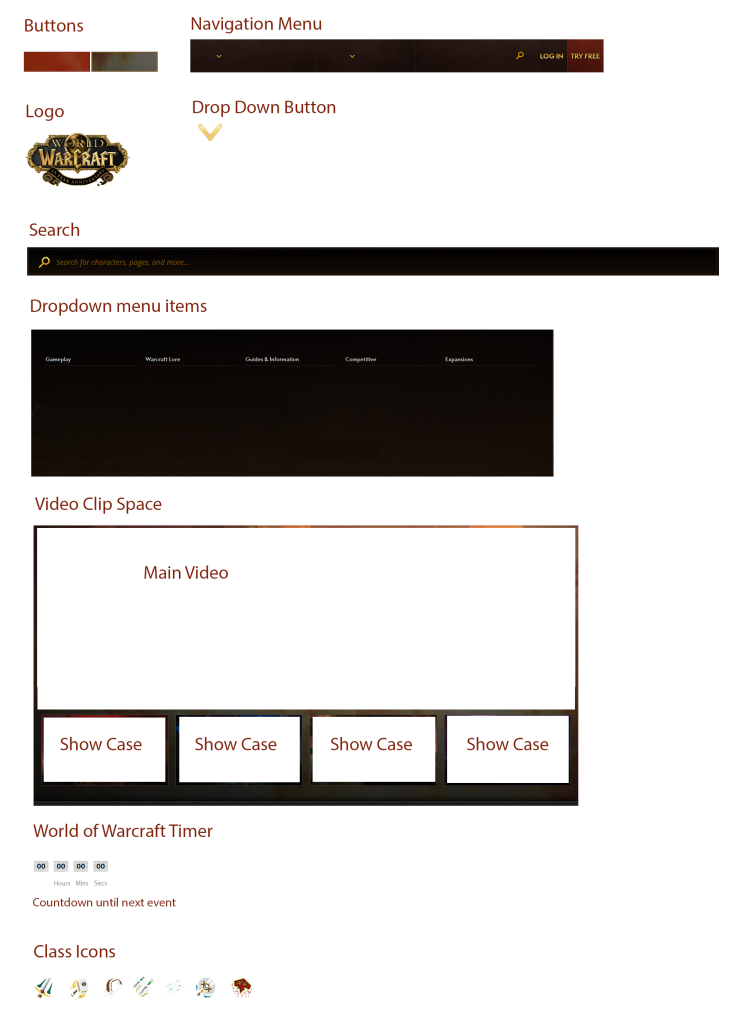 Buttons
Navigation Menu
LOG IN
TRY FREE
Logo
Drop Down Button
WORLD
OF
WARCRAFT
Search
Search for characters, pages, and more...
Dropdown menu items
Gameplay
Warcraft Lore
Guides & Information
Competitive
Expansions
Video Clip Space
Main Video
Show Case
Show Case
Show Case
Show Case
World of Warcraft Timer
00 00 00 00
Hours Mins Secs
Countdown until next event
Class Icons